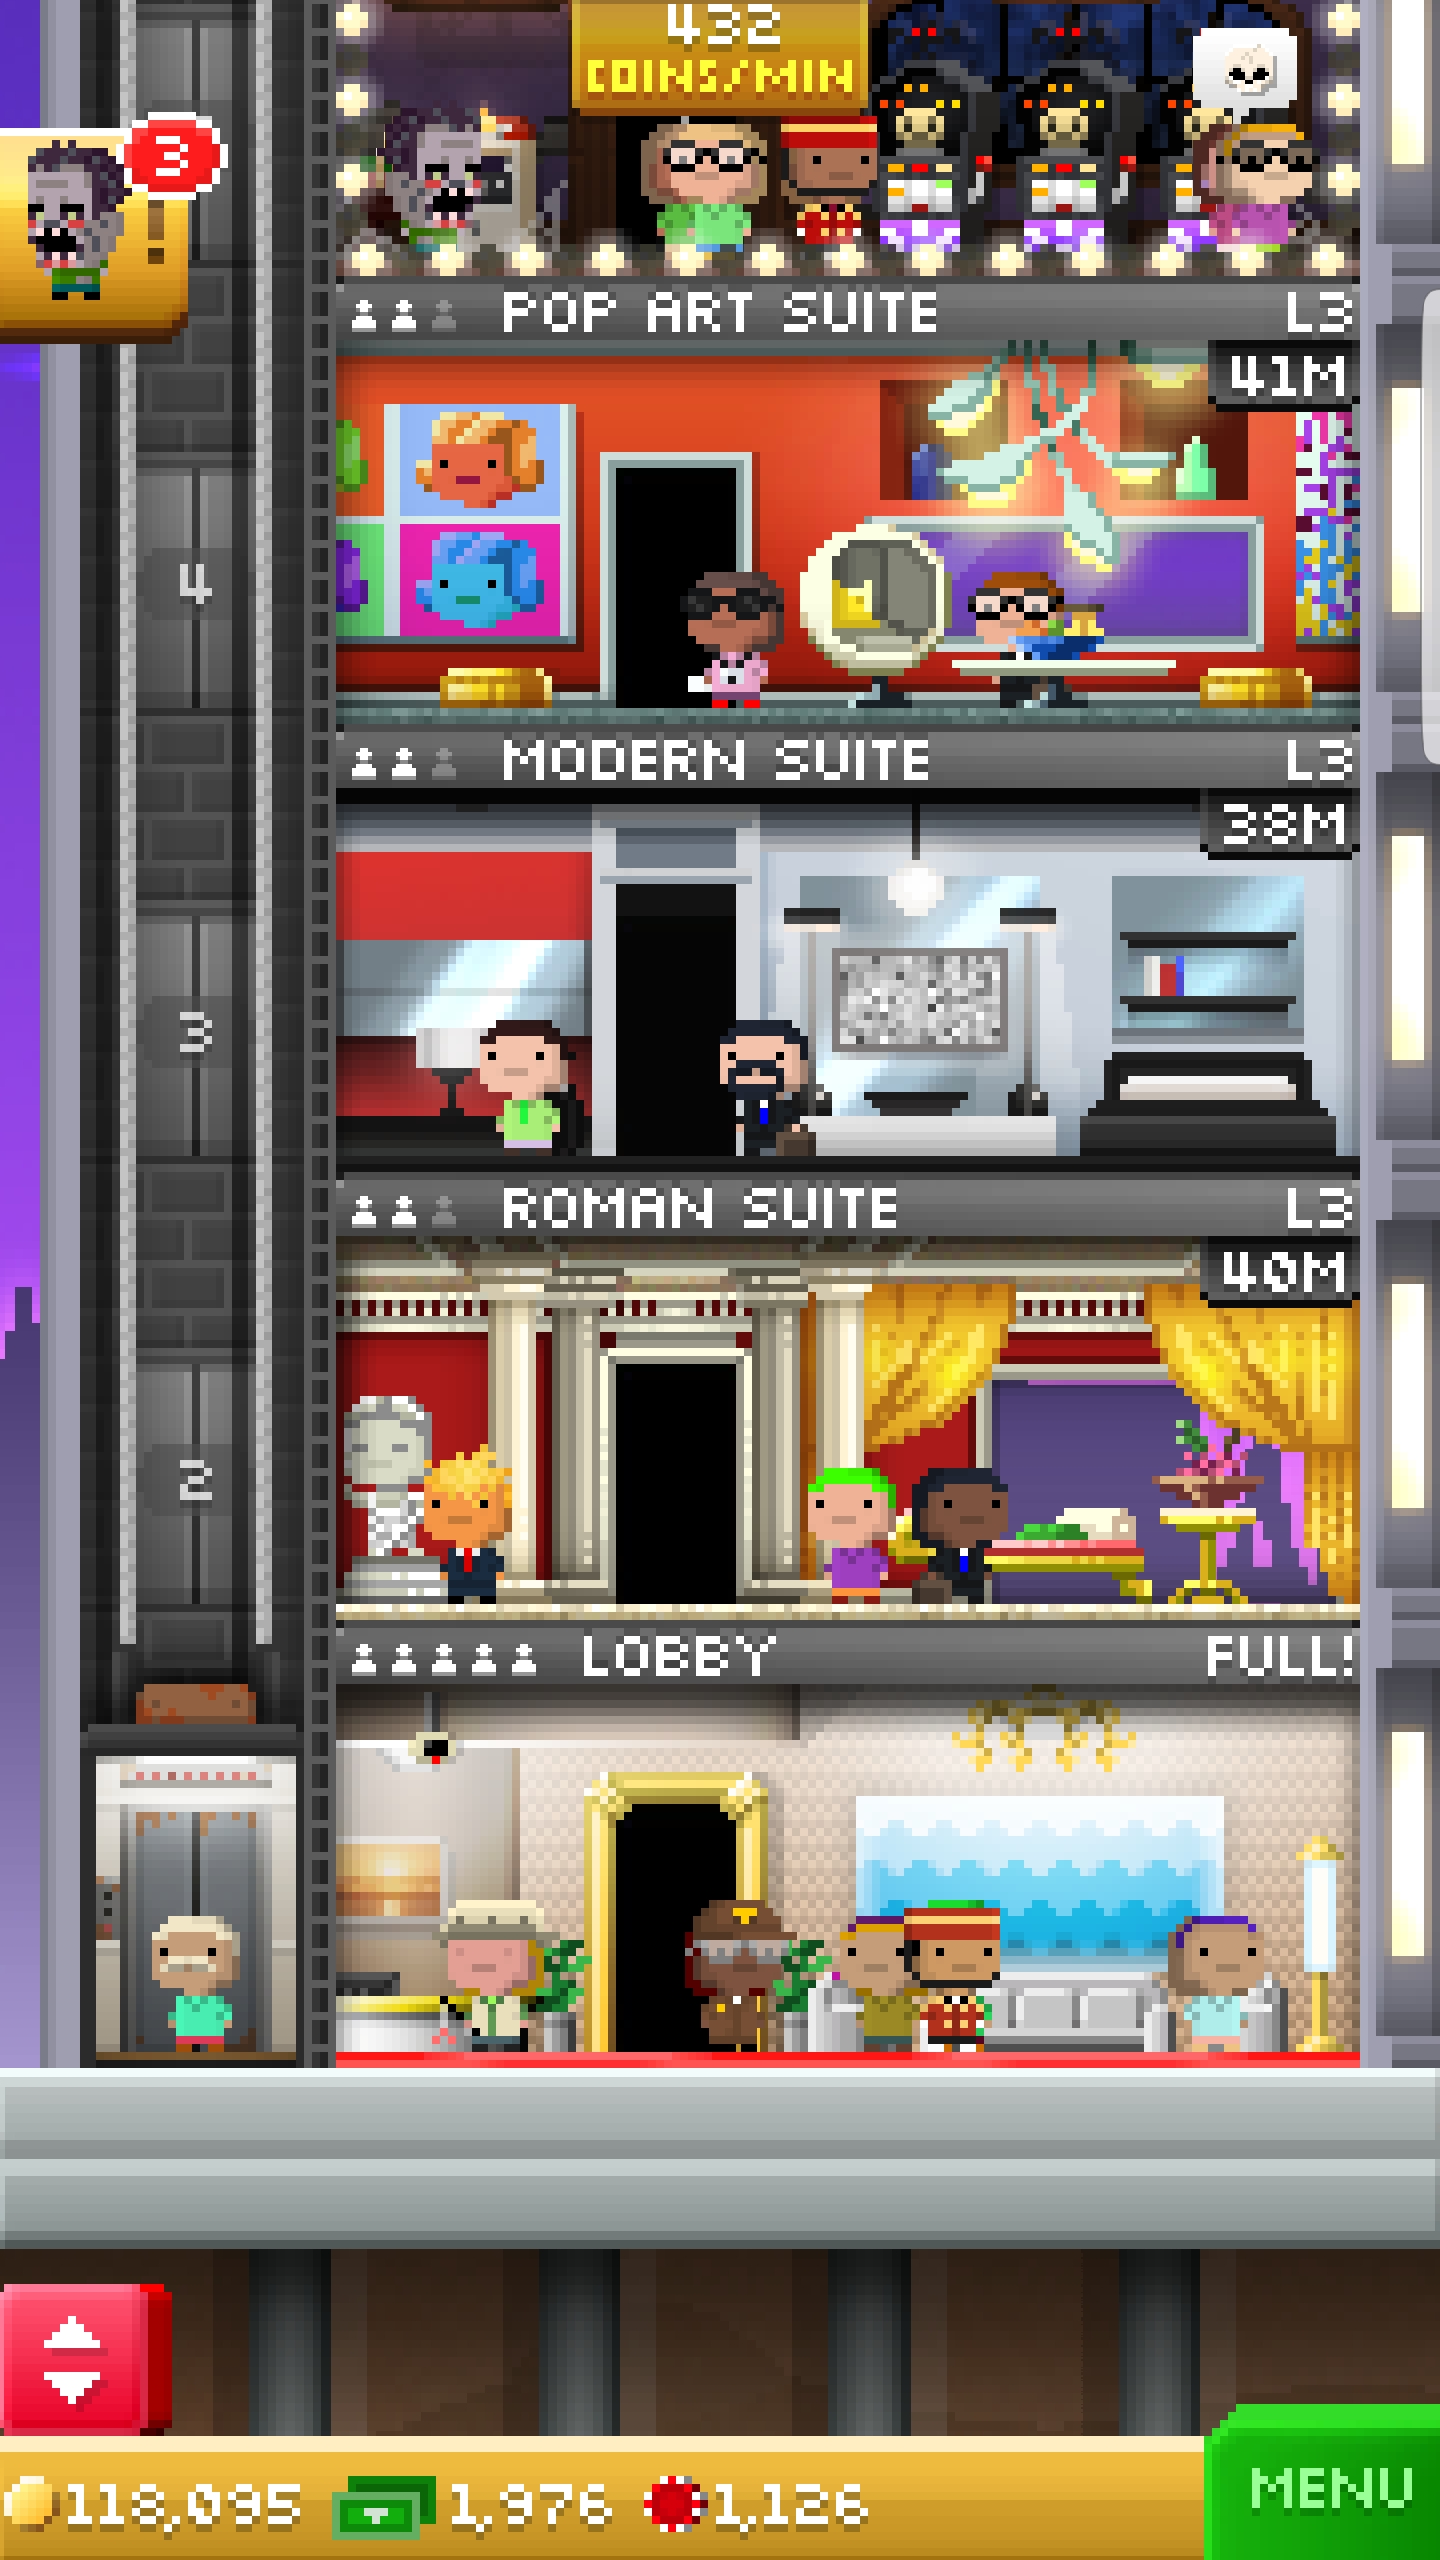 432
COINS/MIN
3
!
POP ART SUITE L3
41M
4
MODERN SUITE L3
38M
3
ROMAN SUITE L3
40M
2
LOBBY FULL!
118,095 1,976 1,126
MENU